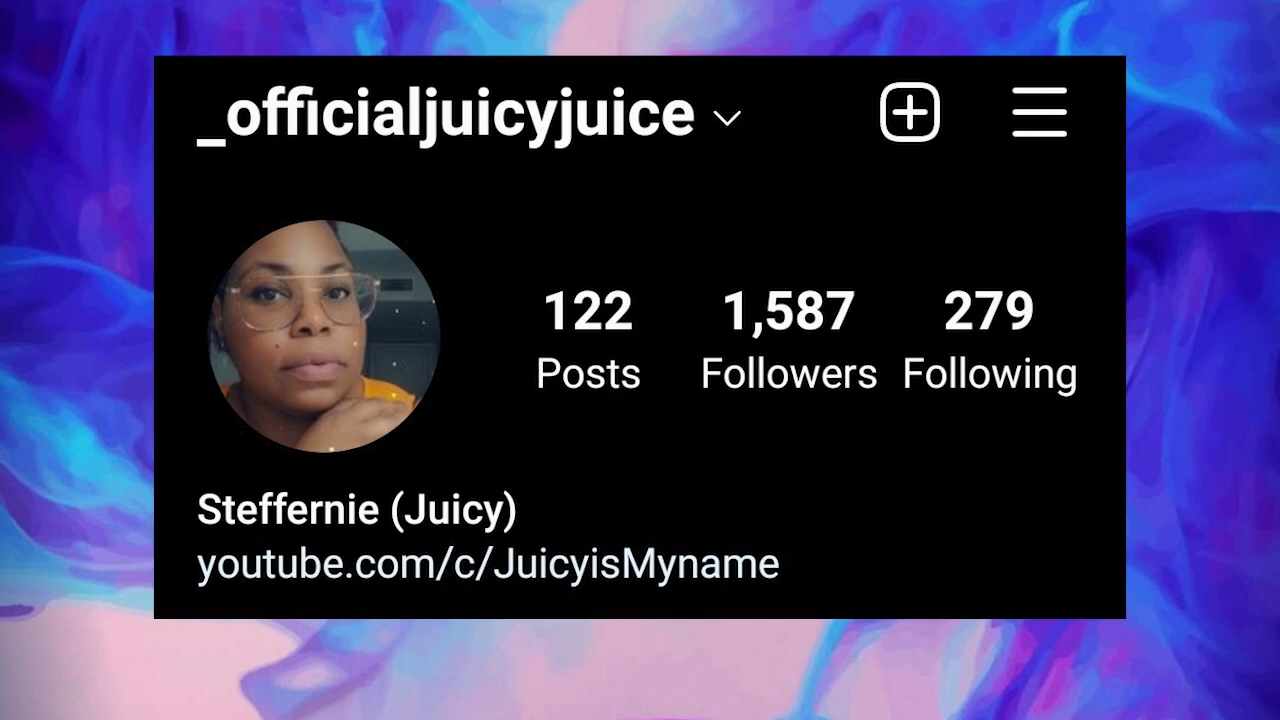 _officialjuicyjuice
122 1,587 279
Posts Followers Following
Steffernie (Juicy)
youtube.com/c/JuicyisMyname